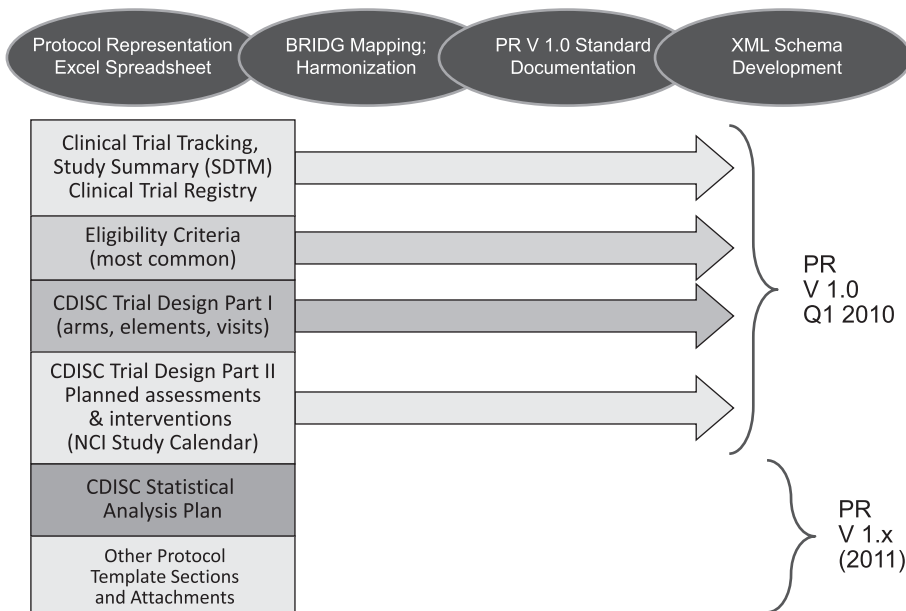 Protocol Representation
Excel Spreadsheet
BRIDG Mapping;
Harmonization
PR V 1.0 Standard
Documentation
XML Schema
Development
Clinical Trial Tracking,
Study Summary (SDTM)
Clinical Trial Registry
Eligibility Criteria
(most common)
CDISC Trial Design Part I
(arms, elements, visits)
CDISC Trial Design Part II
Planned assessments
& interventions
(NCI Study Calendar)
PR
V 1.0
Q1 2010
CDISC Statistical
Analysis Plan
Other Protocol
Template Sections
and Attachments
PR
V 1.x
(2011)